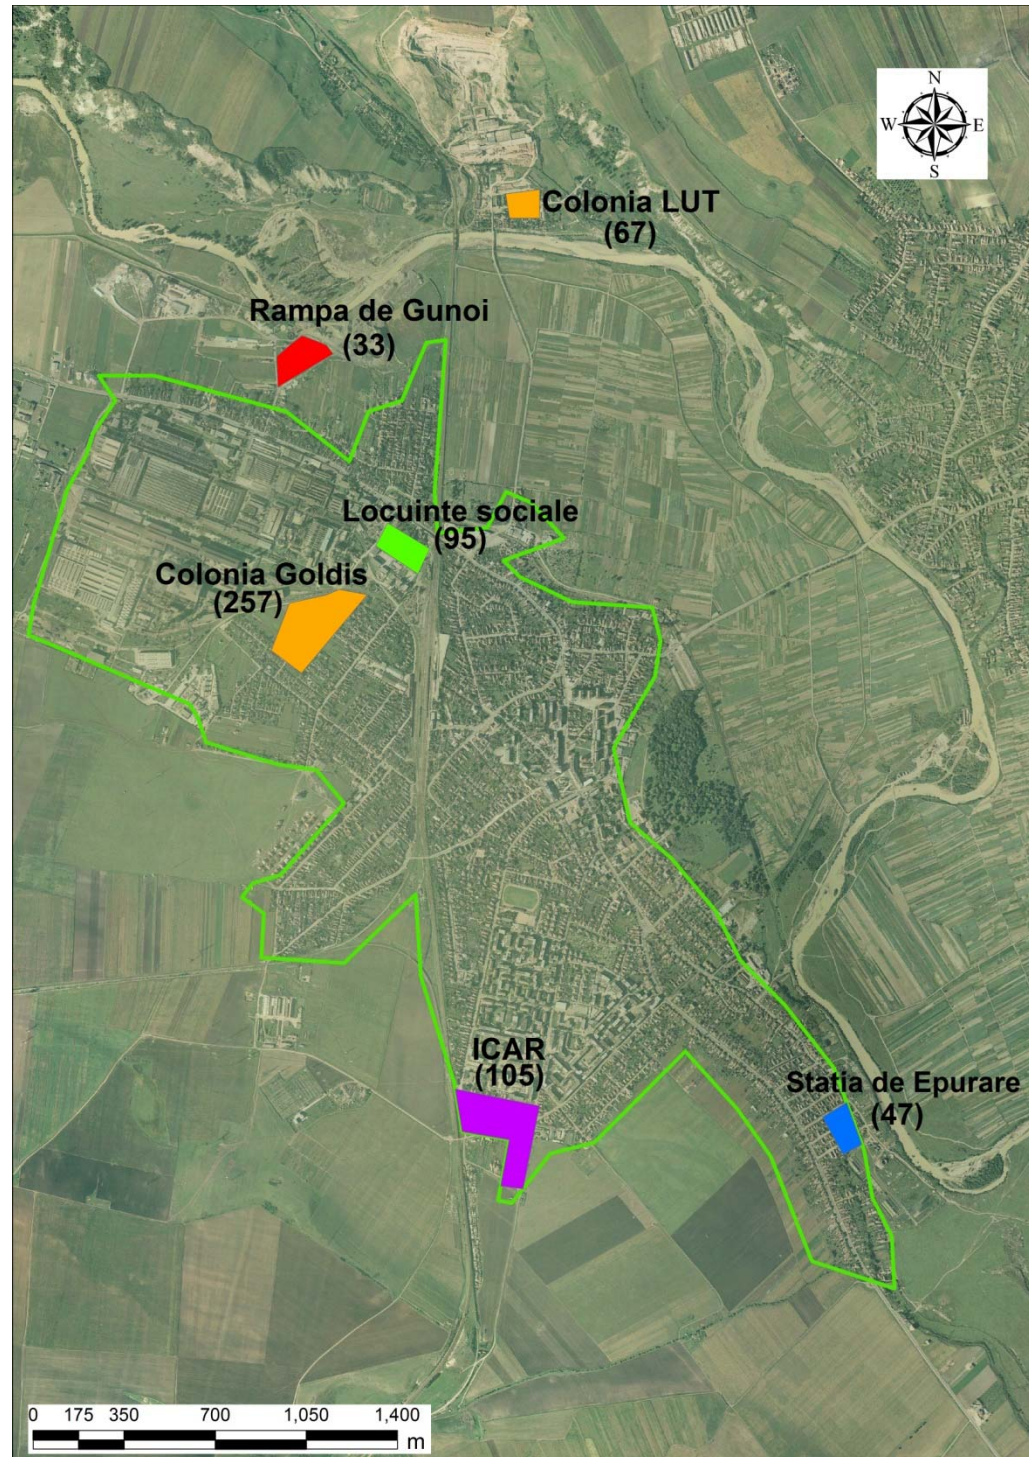 N
W E
S
Colonia LUT
(67)
Rampa de Gunoi
(33)
Locuinte sociale
(95)
Colonia Goldis
(257)
ICAR
(105)
Statia de Epurare
(47)
0 175 350 700 1,050 1,400
m